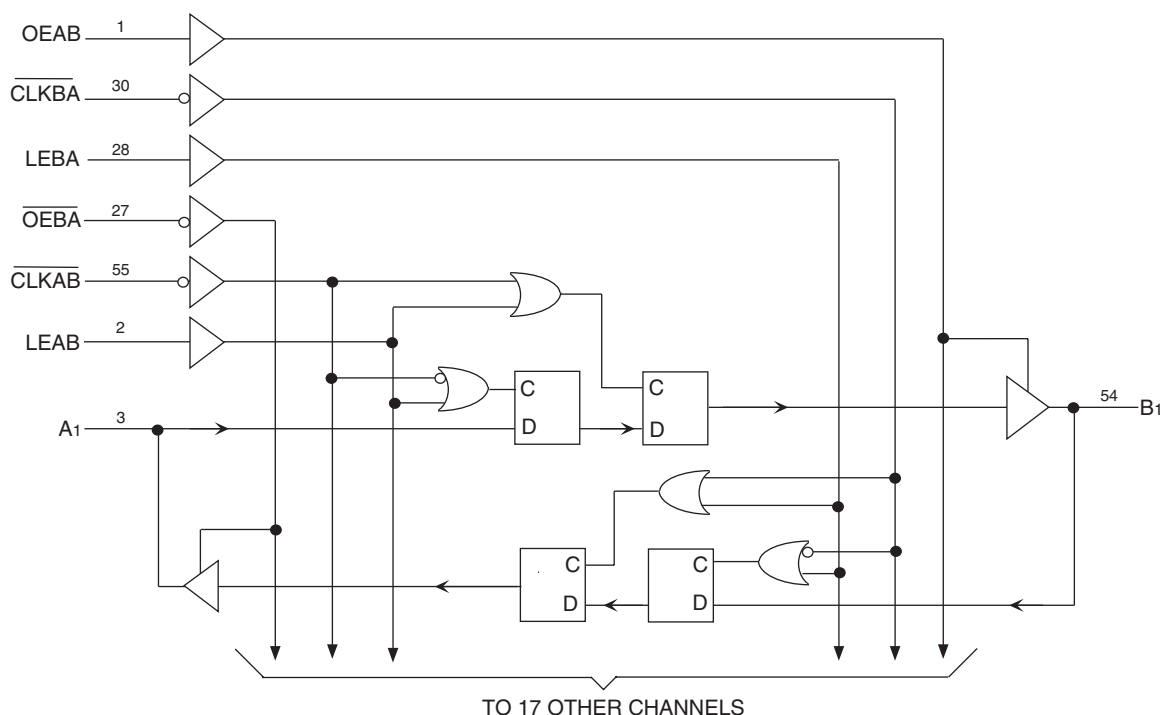 OEAB 1
CLKBA 30
LEBA 28
OEBA 27
CLKAB 55
LEAB 2
C
C
A1 3
D
D
54 B1
C
C
D
D
TO 17 OTHER CHANNELS